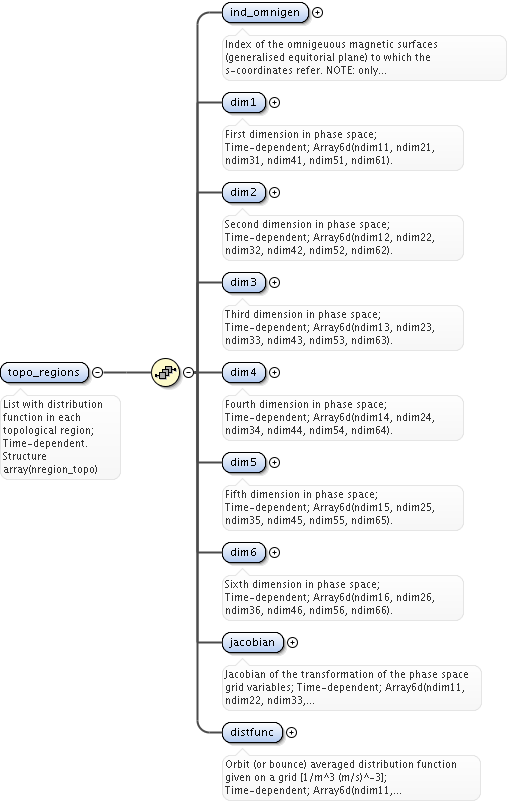 ind_omnigen
Index of the omnigeuous magnetic surfaces
(generalised equitorial plane) to which the
s-coordinates refer. NOTE: only...
dim1
First dimension in phase space;
Time-dependent; Array6d(ndim11, ndim21,
ndim31, ndim41, ndim51, ndim61).
dim2
Second dimension in phase space;
Time-dependent; Array6d(ndim12, ndim22,
ndim32, ndim42, ndim52, ndim62).
dim3
Third dimension in phase space;
Time-dependent; Array6d(ndim13, ndim23,
ndim33, ndim43, ndim53, ndim63).
topo_regions
List with distribution
function in each
topological region;
Time-dependent.
Structure
array(nregion_topo)
dim4
Fourth dimension in phase space;
Time-dependent; Array6d(ndim14, ndim24,
ndim34, ndim44, ndim54, ndim64).
dim5
Fifth dimension in phase space;
Time-dependent; Array6d(ndim15, ndim25,
ndim35, ndim45, ndim55, ndim65).
dim6
Sixth dimension in phase space;
Time-dependent; Array6d(ndim16, ndim26,
ndim36, ndim46, ndim56, ndim66).
jacobian
Jacobian of the transformation of the phase space
grid variables; Time-dependent; Array6d(ndim11,
ndim22, ndim33,...
distfunc
Orbit (or bounce) averaged distribution function
given on a grid [1/m^3 (m/s)^-3];
Time-dependent; Array6d(ndim11,...